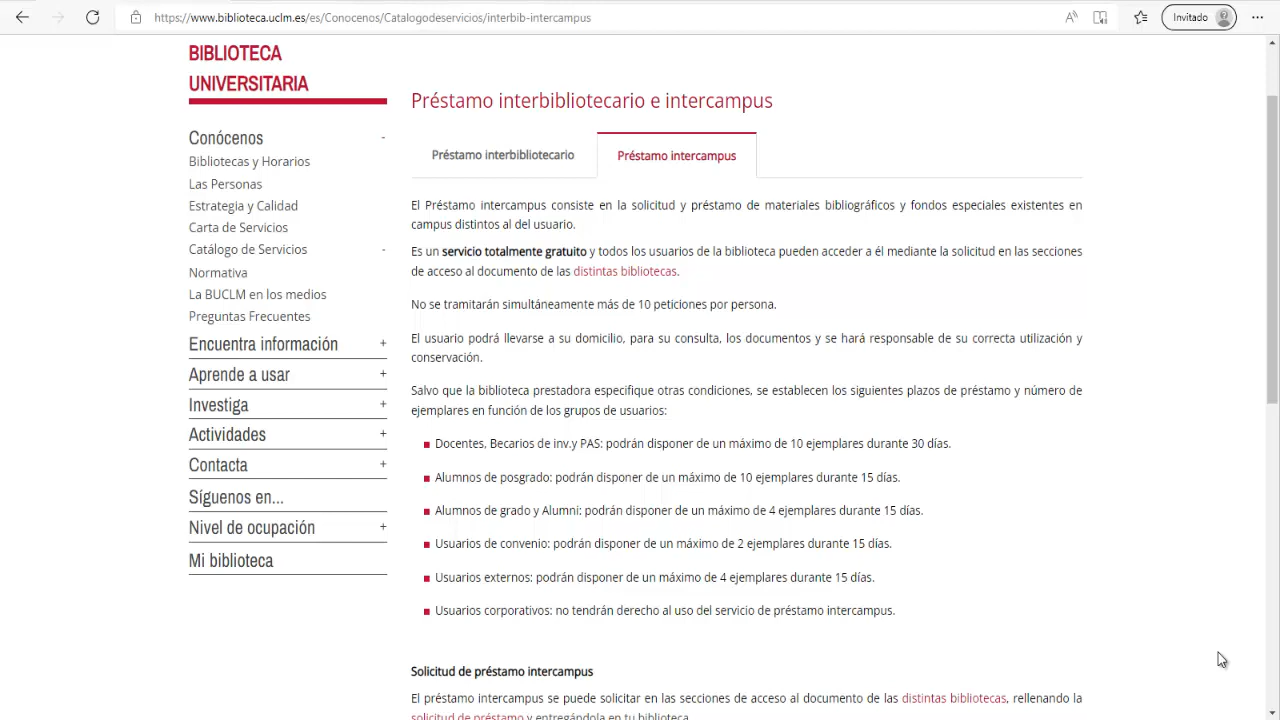 https://www.biblioteca.uclm.es/es/Conocenos/Catalogodeservicios/interbib-intercampus
Invitado
BIBLIOTECA
UNIVERSITARIA
Conócenos -
Bibliotecas y Horarios
Las Personas
Estrategia y Calidad
Carta de Servicios
Catálogo de Servicios -
Normativa
La BUCLM en los medios
Preguntas Frecuentes
Encuentra información +
Aprende a usar +
Investiga +
Actividades +
Contacta +
Síguenos en...
Nivel de ocupación +
Mi biblioteca
Préstamo interbibliotecario e intercampus
Préstamo interbibliotecario
Préstamo intercampus
El Préstamo intercampus consiste en la solicitud y préstamo de materiales bibliográficos y fondos especiales existentes en
campus distintos al del usuario.
Es un servicio totalmente gratuito y todos los usuarios de la biblioteca pueden acceder a él mediante la solicitud en las secciones
de acceso al documento de las distintas bibliotecas.
No se tramitarán simultáneamente más de 10 peticiones por persona.
El usuario podrá llevarse a su domicilio, para su consulta, los documentos y se hará responsable de su correcta utilización y
conservación.
Salvo que la biblioteca prestadora especifique otras condiciones, se establecen los siguientes plazos de préstamo y número de
ejemplares en función de los grupos de usuarios:
Docentes, Becarios de inv.y PAS: podrán disponer de un máximo de 10 ejemplares durante 30 días.
Alumnos de posgrado: podrán disponer de un máximo de 10 ejemplares durante 15 días.
Alumnos de grado y Alumni: podrán disponer de un máximo de 4 ejemplares durante 15 días.
Usuarios de convenio: podrán disponer de un máximo de 2 ejemplares durante 15 días.
Usuarios externos: podrán disponer de un máximo de 4 ejemplares durante 15 días.
Usuarios corporativos: no tendrán derecho al uso del servicio de préstamo intercampus.
Solicitud de préstamo intercampus
El préstamo intercampus se puede solicitar en las secciones de acceso al documento de las distintas bibliotecas, rellenando la
solicitud de préstamo y entregándola en tu biblioteca.